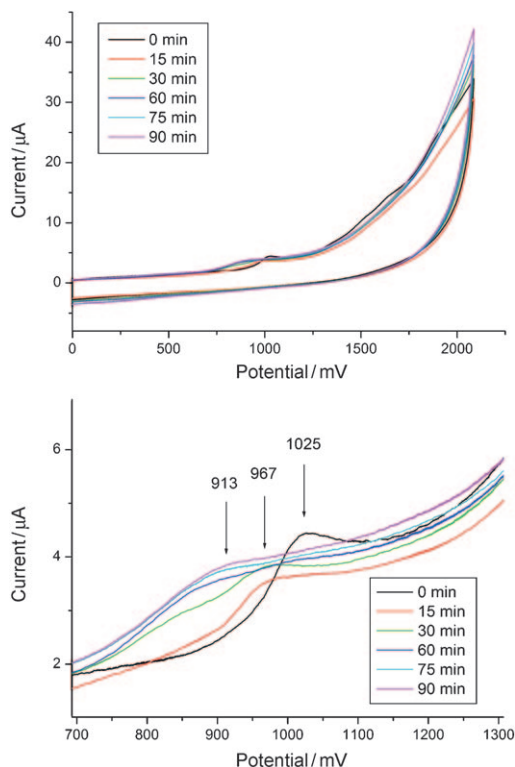 0 min
15 min
30 min
60 min
75 min
90 min
Current / µA
40
30
20
10
0
0
500
1000
1500
2000
Potential / mV
1025
913
967
Current / µA
6
4
2
0 min
15 min
30 min
60 min
75 min
90 min
700
800
900
1000
1100
1200
1300
Potential / mV